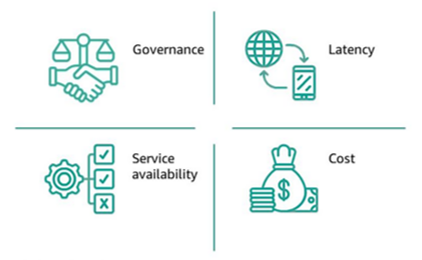 Governance
Latency
Service
availability
Cost